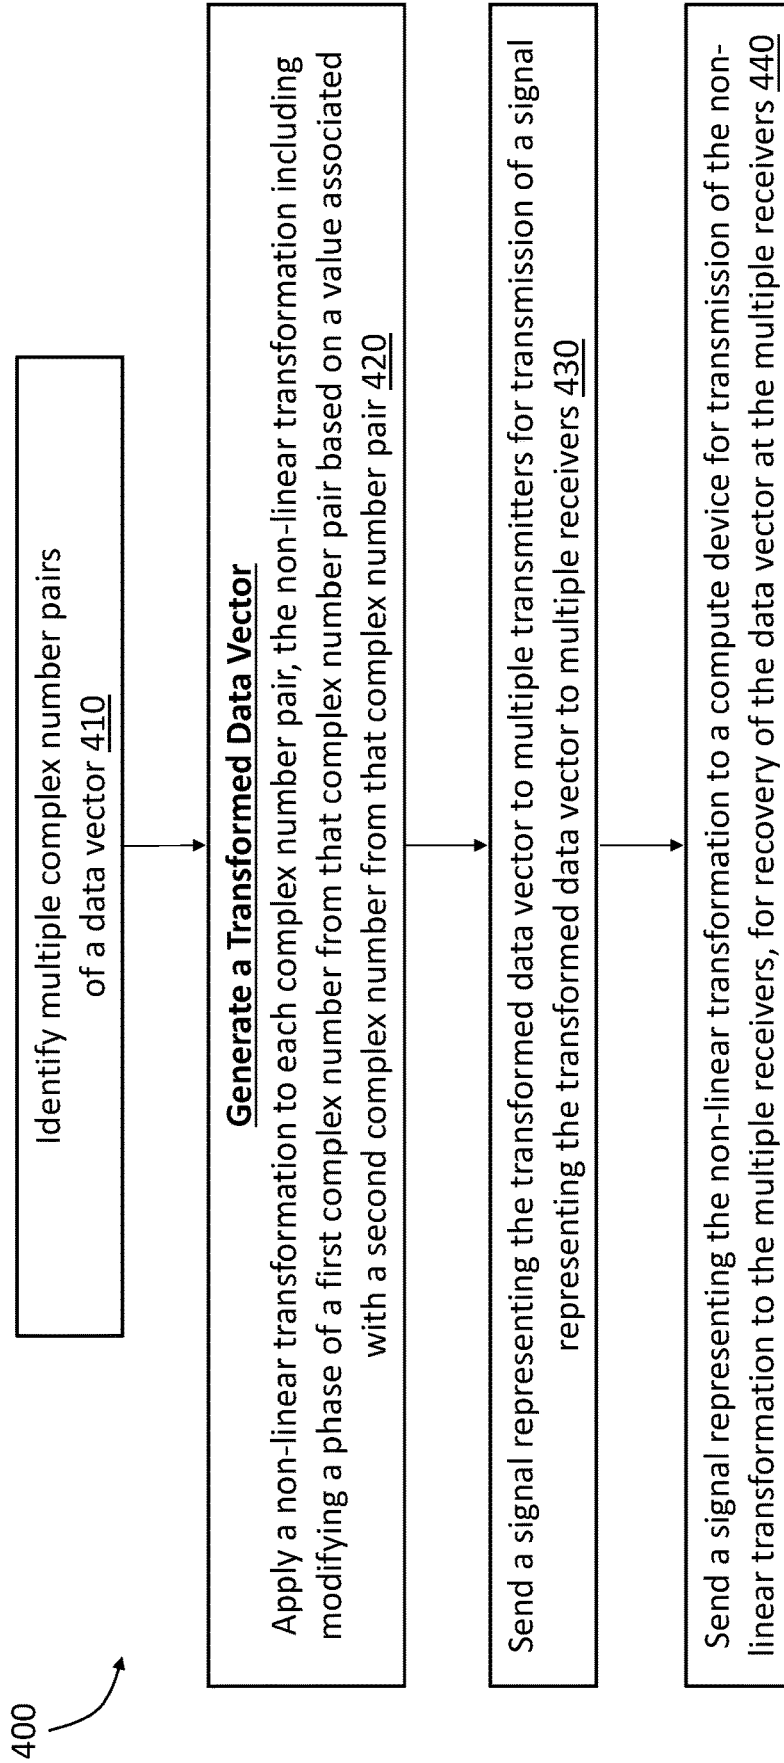 400
Identify multiple complex number pairs
of a data vector 410
Generate a Transformed Data Vector
Apply a non-linear transformation to each complex number pair, the non-linear transformation including
modifying a phase of a first complex number from that complex number pair based on a value associated
with a second complex number from that complex number pair 420
Send a signal representing the transformed data vector to multiple transmitters for transmission of a signal
representing the transformed data vector to multiple receivers 430
Send a signal representing the non-linear transformation to a compute device for transmission of the non-
linear transformation to the multiple receivers, for recovery of the data vector at the multiple receivers 440